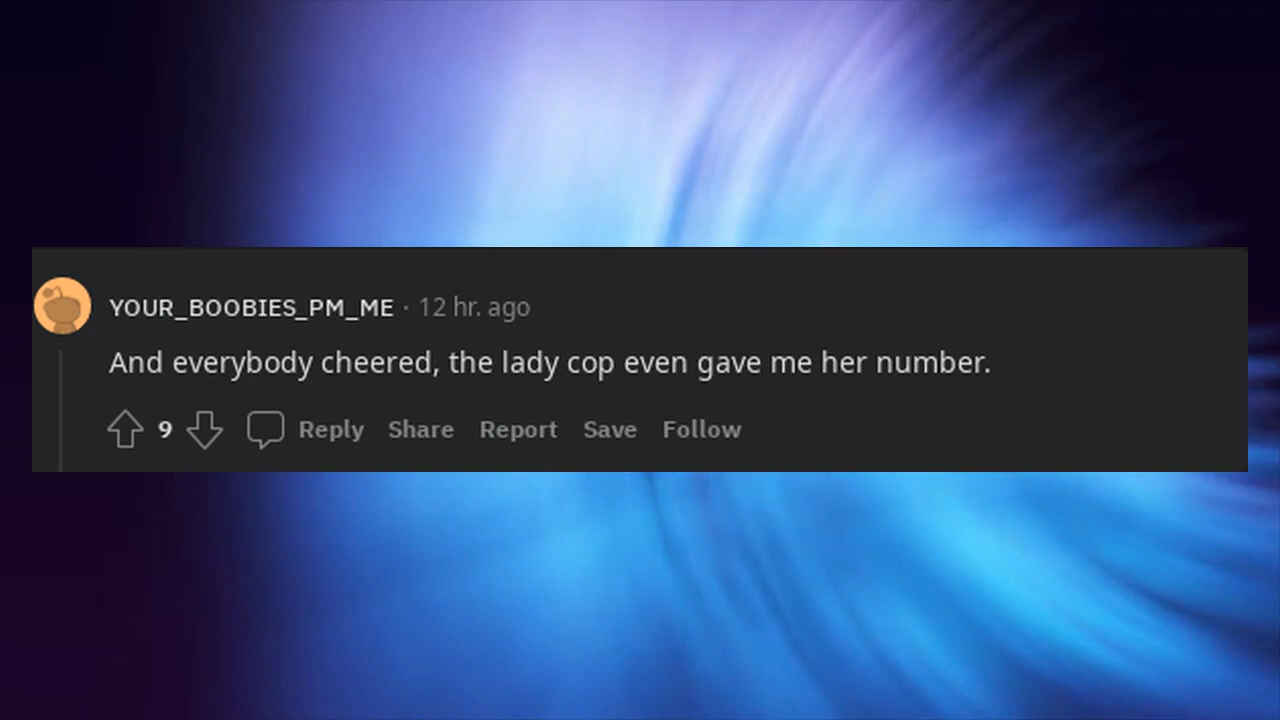 YOUR_BOOBIES_PM_ME · 12 hr. ago
And everybody cheered, the lady cop even gave me her number.
9 Reply Share Report Save Follow